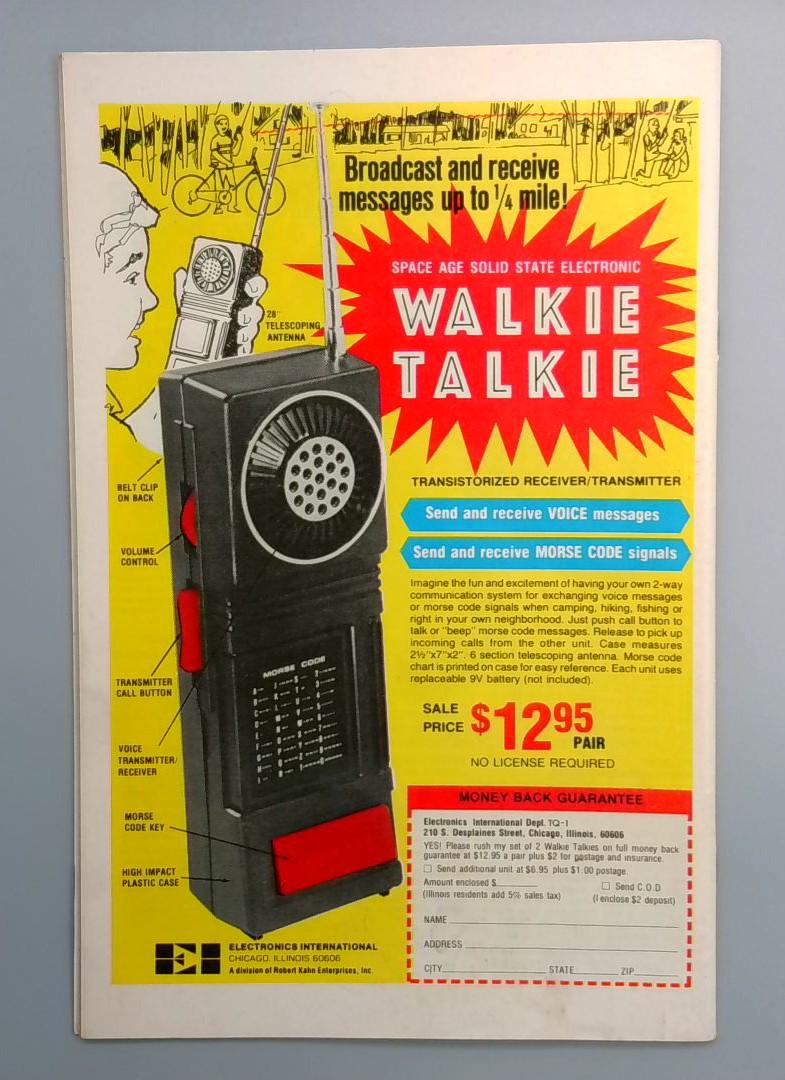 Broadcast and receive
messages up to 1/4 mile!
SPACE AGE SOLID STATE ELECTRONIC
WALKIE
TALKIE
28"
TELESCOPING
ANTENNA
TRANSISTORIZED RECEIVER/TRANSMITTER
Send and receive VOICE messages
Send and receive MORSE CODE signals
BELT CLIP
ON BACK
VOLUME
CONTROL
TRANSMITTER
CALL BUTTON
VOICE
TRANSMITTER/
RECEIVER
MORSE
CODE KEY
HIGH IMPACT
PLASTIC CASE
MORSE CODE
Imagine the fun and excitement of having your own 2-way
communication system for exchanging voice messages
or morse code signals when camping, hiking, fishing or
right in your own neighborhood. Just push call button to
talk or "beep" morse code messages. Release to pick up
incoming calls from the other unit. Case measures
2½"x7"x2". 6 section telescoping antenna. Morse code
chart is printed on case for easy reference. Each unit uses
replaceable 9V battery (not included).
SALE
PRICE $1295
PAIR
NO LICENSE REQUIRED
MONEY BACK GUARANTEE
Electronics International Dept. TQ-1
210 S. Desplaines Street, Chicago, Illinois, 60606
YES! Please rush my set of 2 Walkie Talkies on full money back
guarantee at $12.95 a pair plus $2 for postage and insurance.
Send additional unit at $6.95 plus $1.00 postage.
Amount enclosed $
Send C.O.D
(Illinois residents add 5% sales tax)
(I enclose $2 deposit)
NAME
ADDRESS
CITY STATE ZIP
ELECTRONICS INTERNATIONAL
CHICAGO, ILLINOIS 60606
A division of Robert Kahn Enterprises, Inc.